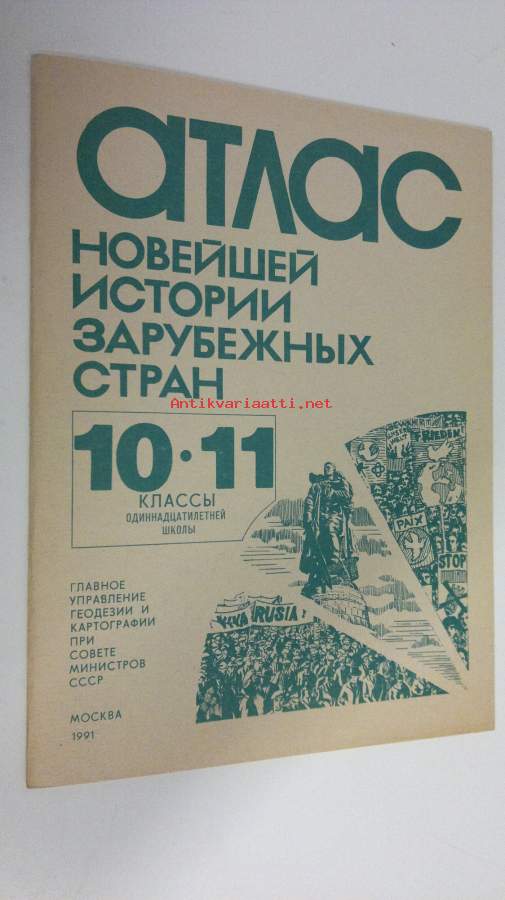 АТЛАС
НОВЕЙШЕЙ
ИСТОРИИ
ЗАРУБЕЖНЫХ
СТРАН
Antikvariaatti.net
10·11
КЛАССЫ
ОДИННАДЦАТИЛЕТНЕЙ
ШКОЛЫ
FRIEDEN
PAIX
STOP
RUSIA!
ГЛАВНОЕ
УПРАВЛЕНИЕ
ГЕОДЕЗИИ И
КАРТОГРАФИИ
ПРИ
СОВЕТЕ
МИНИСТРОВ
СССР
МОСКВА
1991